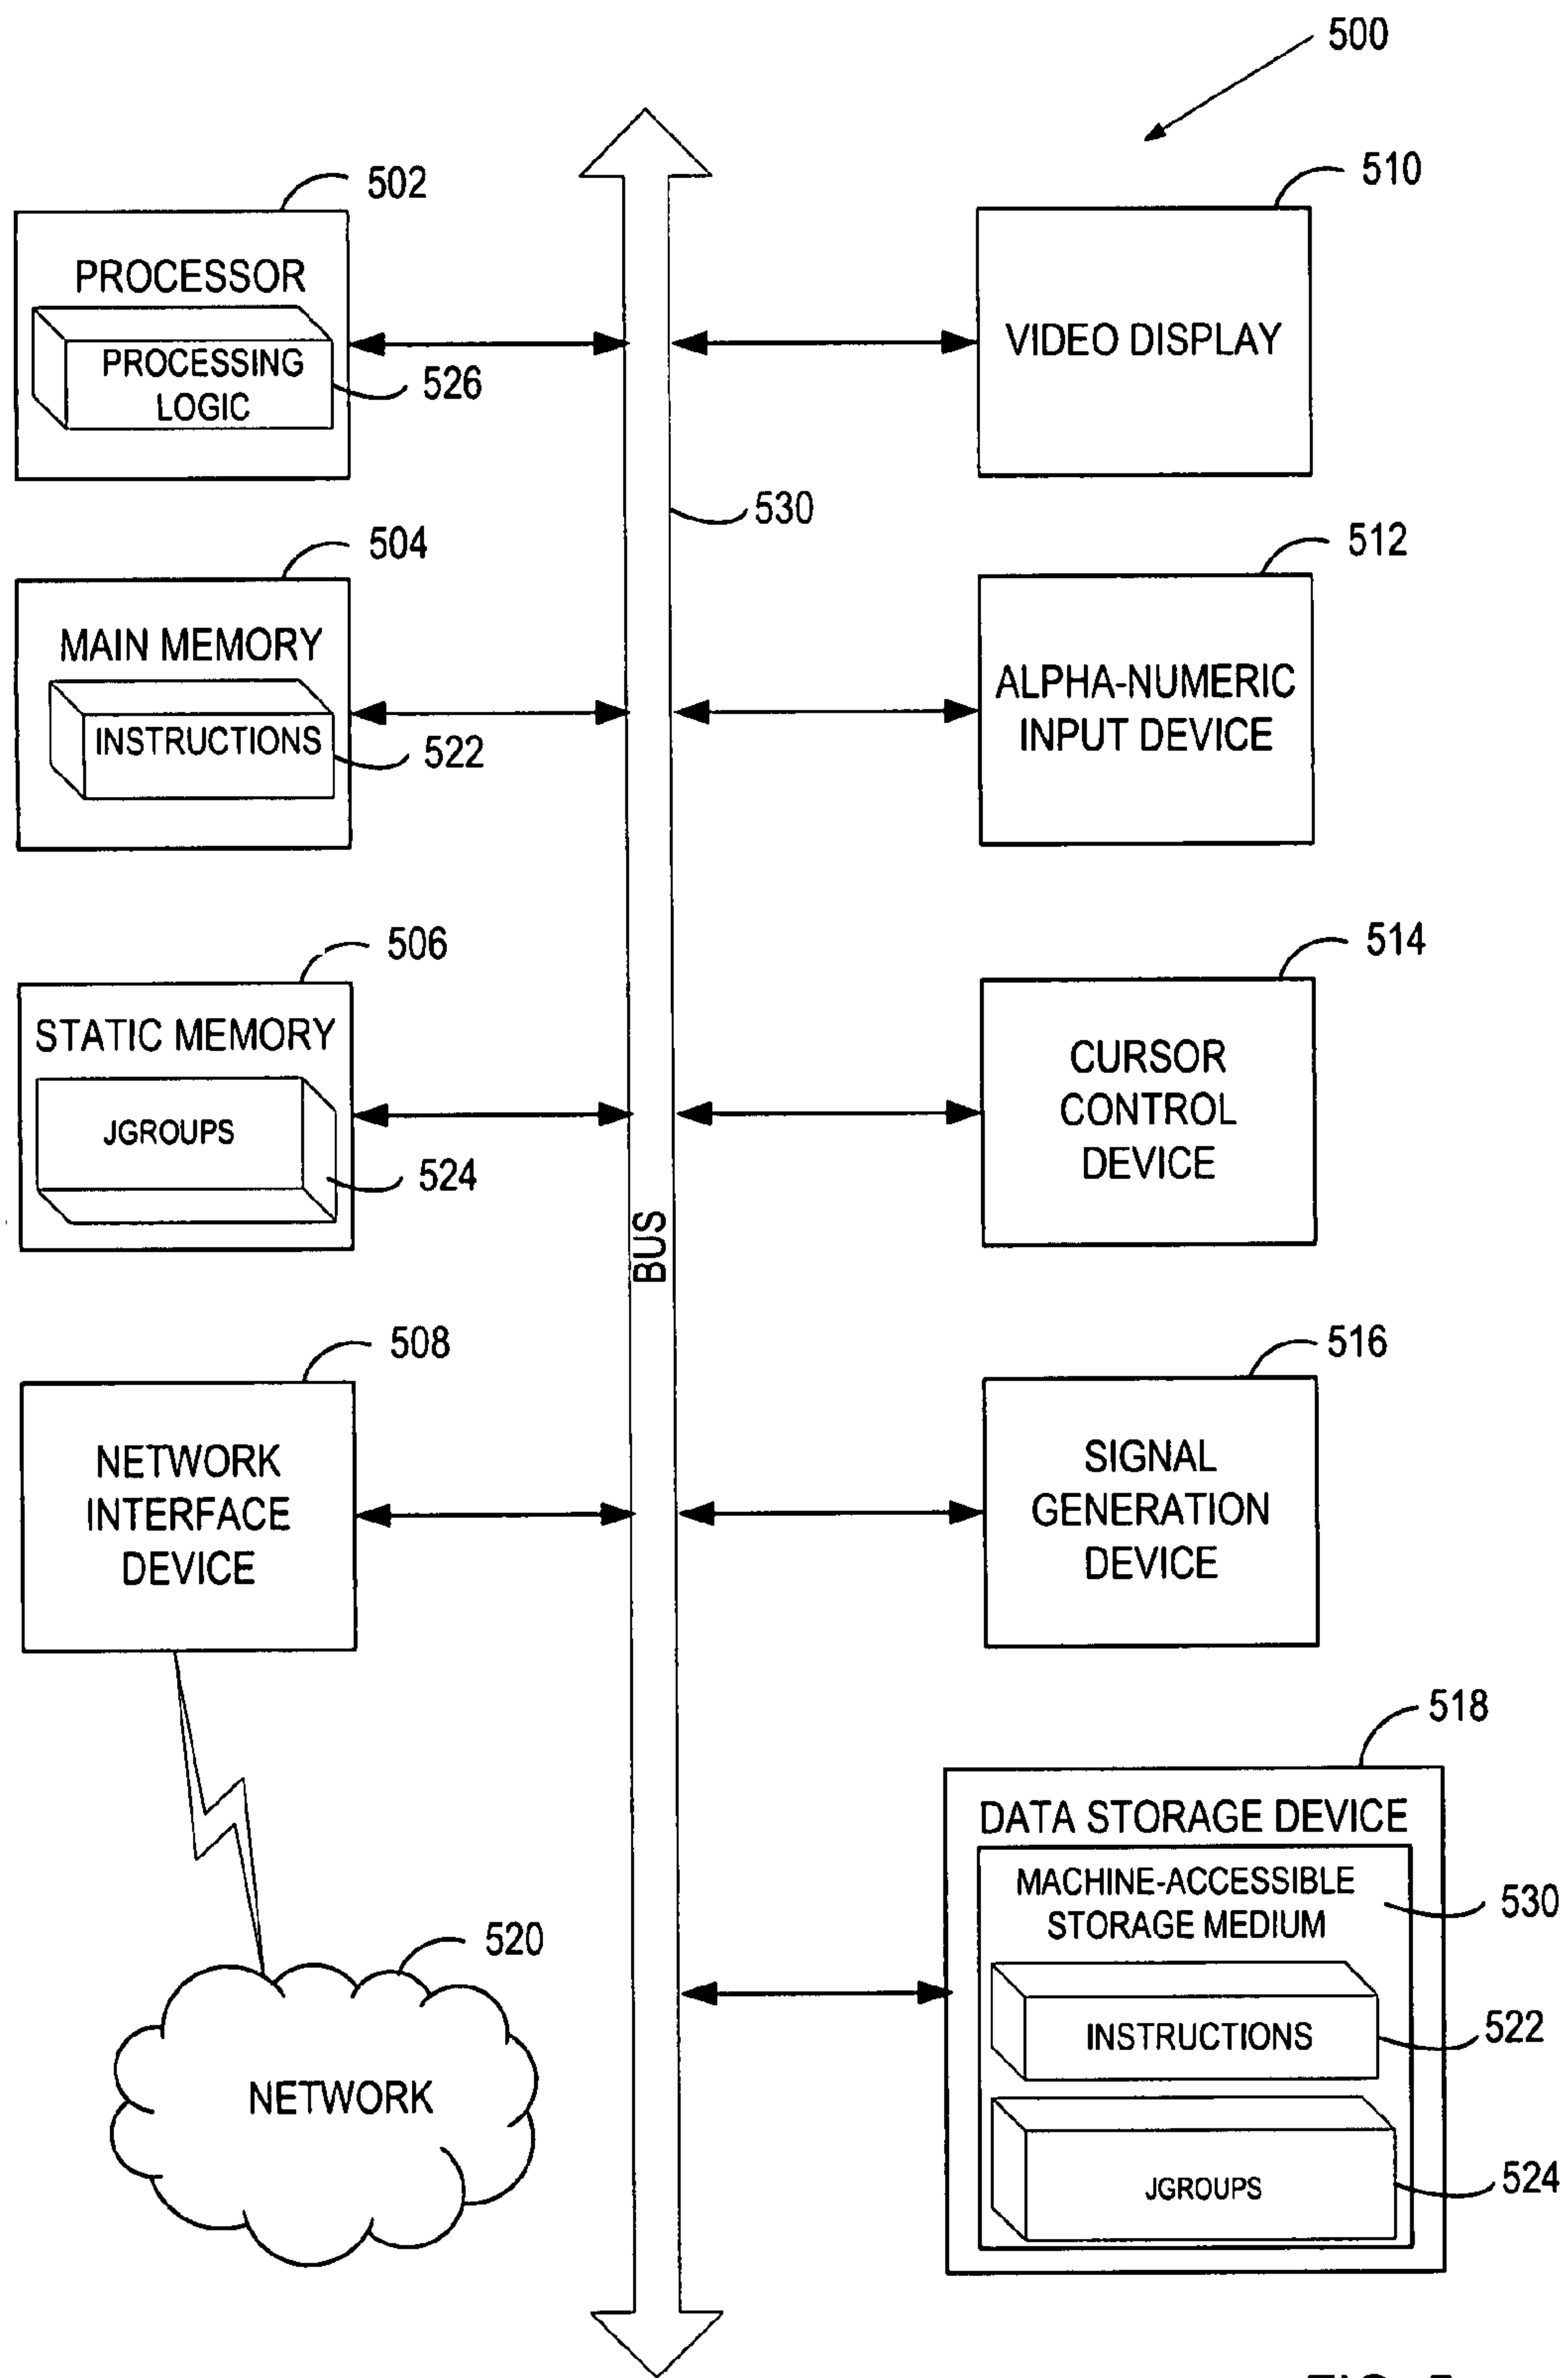 500
502
PROCESSOR
PROCESSING
LOGIC
526
510
VIDEO DISPLAY
530
504
MAIN MEMORY
INSTRUCTIONS
522
512
ALPHA-NUMERIC
INPUT DEVICE
506
STATIC MEMORY
JGROUPS
524
514
CURSOR
CONTROL
DEVICE
BUS
508
NETWORK
INTERFACE
DEVICE
516
SIGNAL
GENERATION
DEVICE
520
NETWORK
518
DATA STORAGE DEVICE
MACHINE-ACCESSIBLE
STORAGE MEDIUM
530
INSTRUCTIONS
522
JGROUPS
524